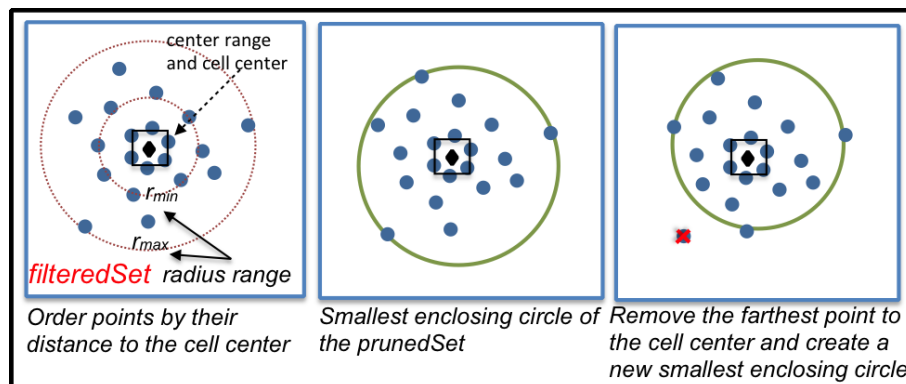 center range
and cell center
rmin
rmax
filteredSet radius range
Order points by their
distance to the cell center
Smallest enclosing circle of
the prunedSet
Remove the farthest point to
the cell center and create a
new smallest enclosing circle